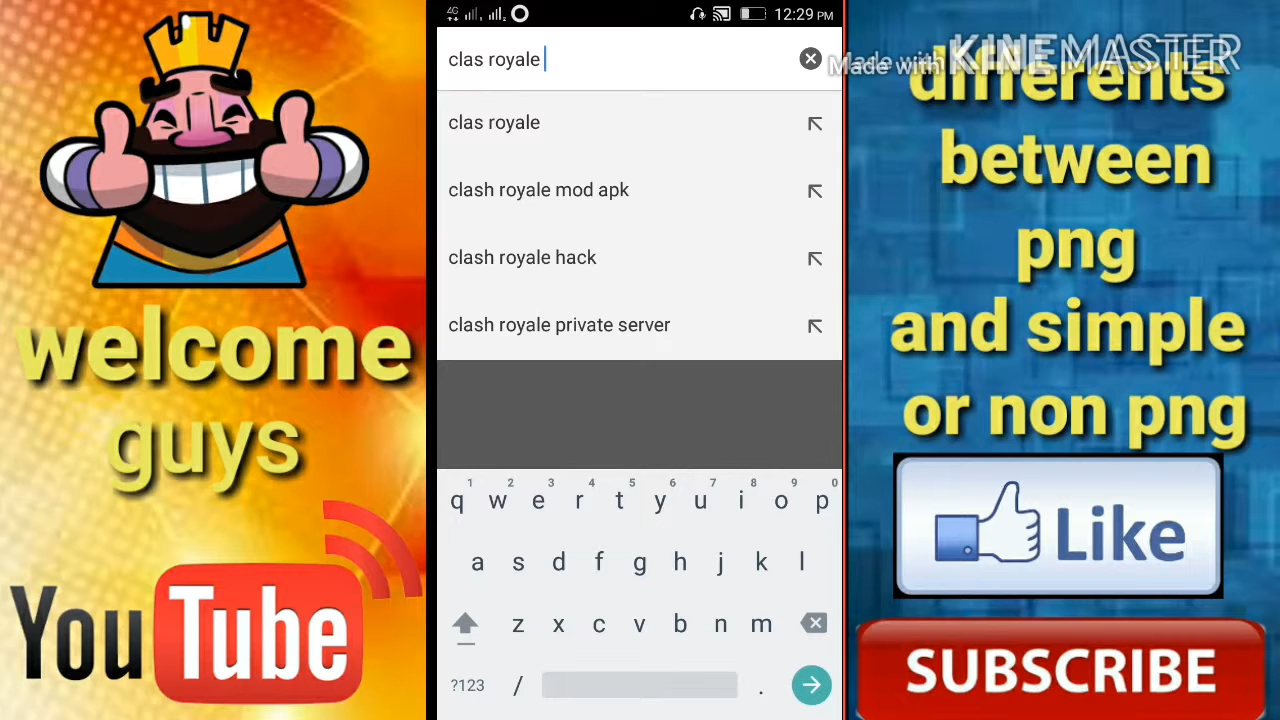 welcome
guys
YouTube
4G
12:29 PM
clas royale
clas royale
clash royale mod apk
clash royale hack
clash royale private server
1 2 3 4 5 6 7 8 9 0
q w e r t y u i o p
a s d f g h j k l
z x c v b n m
?123 / .
Made with KINEMASTER
differents
between
png
and simple
or non png
Like
SUBSCRIBE